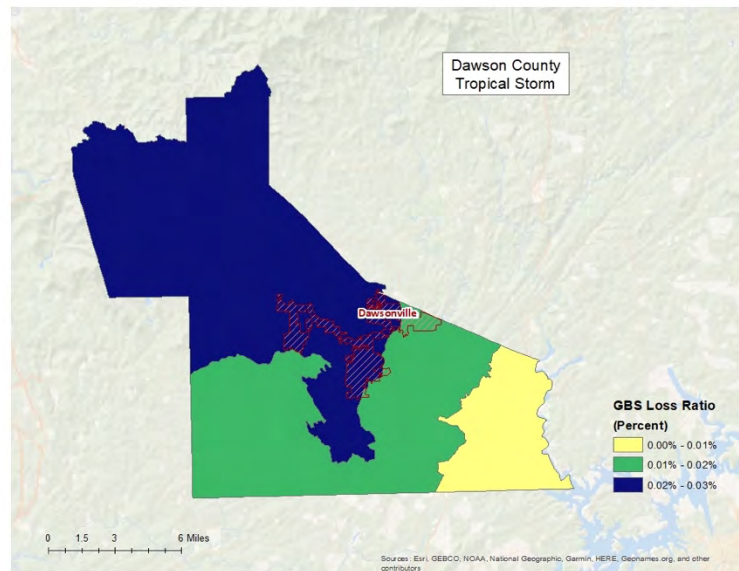 Dawson County
Tropical Storm
Dawsonville
GBS Loss Ratio
(Percent)
0.00% - 0.01%
0.01% - 0.02%
0.02% - 0.03%
0 1.5 3 6 Miles
Sources: Esri, GEBCO, NOAA, National Geographic, Garmin, HERE, Geonames.org, and other
contributors